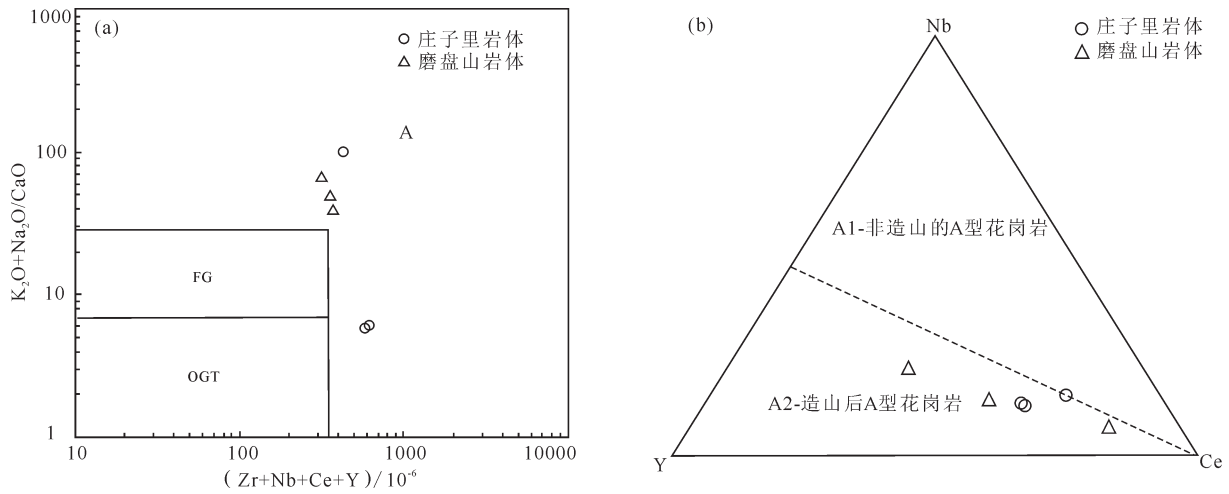 (a)
1000
100
10
1
K₂O+Na₂O/CaO
○ 庄子里岩体
△ 磨盘山岩体
A
FG
OGT
10 100 1000 10000
( Zr+Nb+Ce+Y ) / 10⁻⁶
(b)
Nb
○ 庄子里岩体
△ 磨盘山岩体
A1-非造山的A型花岗岩
A2-造山后A型花岗岩
Y
Ce